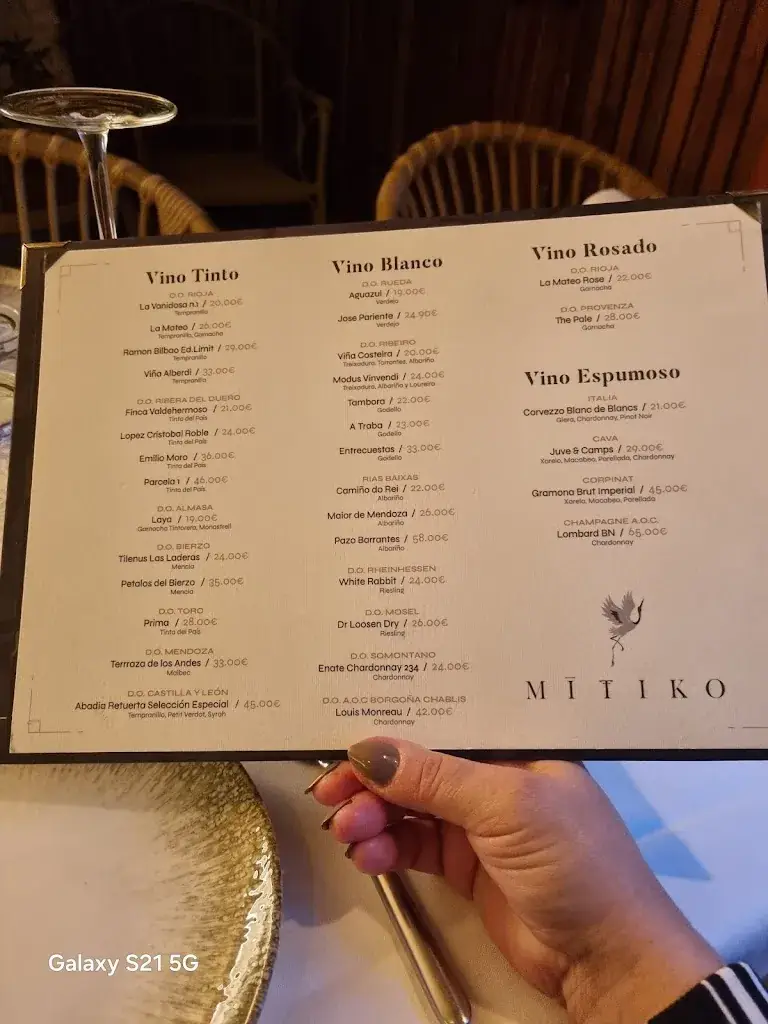 Vino Tinto
D.O. RIOJA
La Vanidosa n.1 / 20.00€
Tempranillo
La Mateo / 26.00€
Tempranillo, Garnacha
Ramon Bilbao Ed.Limit / 29.00€
Tempranillo
Viña Alberdi / 33.00€
Tempranillo
D.O. RIBERA DEL DUERO
Finca Valdehermoso / 21.00€
Tinta del País
Lopez Cristobal Roble / 24.00€
Tinta del País
Emilio Moro / 36.00€
Tinta del País
Parcela 1 / 46.00€
Tinta del País
D.O. ALMASA
Laya / 19.00€
Garnacha Tintorera, Monastrell
D.O. BIERZO
Tilenus Las Laderas / 24.00€
Mencia
Petalos del Bierzo / 35.00€
Mencia
D.O. TORO
Prima / 28.00€
Tinta del País
D.O. MENDOZA
Terrraza de los Andes / 33.00€
Malbec
D.O. CASTILLA Y LEÓN
Abadia Retuerta Selección Especial / 45.00€
Tempranillo, Petit Verdot, Syrah
Vino Blanco
D.O. RUEDA
Aguazul / 19.00€
Verdejo
Jose Pariente / 24.90€
Verdejo
D.O. RIBEIRO
Viña Costeira / 20.00€
Treixadura, Torrontes, Albariño
Modus Vinvendi / 24.00€
Treixadura, Albariño y Loureiro
Tambora / 22.00€
Godello
A Traba / 23.00€
Godello
Entrecuestas / 33.00€
Godello
RIAS BAIXAS
Camiño do Rei / 22.00€
Albariño
Maior de Mendoza / 26.00€
Albariño
Pazo Barrantes / 58.00€
Albariño
D.O. RHEINHESSEN
White Rabbit / 24.00€
Riesling
D.O. MOSEL
Dr Loosen Dry / 26.00€
Riesling
D.O. SOMONTANO
Enate Chardonnay 234 / 24.00€
Chardonnay
D.O. A.O.C BORGOÑA CHABLIS
Louis Monreau / 42.00€
Chardonnay
Vino Rosado
D.O. RIOJA
La Mateo Rose / 22.00€
Garnacha
D.O. PROVENZA
The Pale / 28.00€
Garnacha
Vino Espumoso
ITALIA
Corvezzo Blanc de Blancs / 21.00€
Glera, Chardonnay, Pinot Noir
CAVA
Juve & Camps / 29.00€
Xarelo, Macabeo, Parellada, Chardonnay
CORPINAT
Gramona Brut Imperial / 45.00€
Xarelo, Macabeo, Parellada
CHAMPAGNE A.O.C.
Lombard BN / 65.00€
Chardonnay
MĪTIKO
Galaxy S21 5G